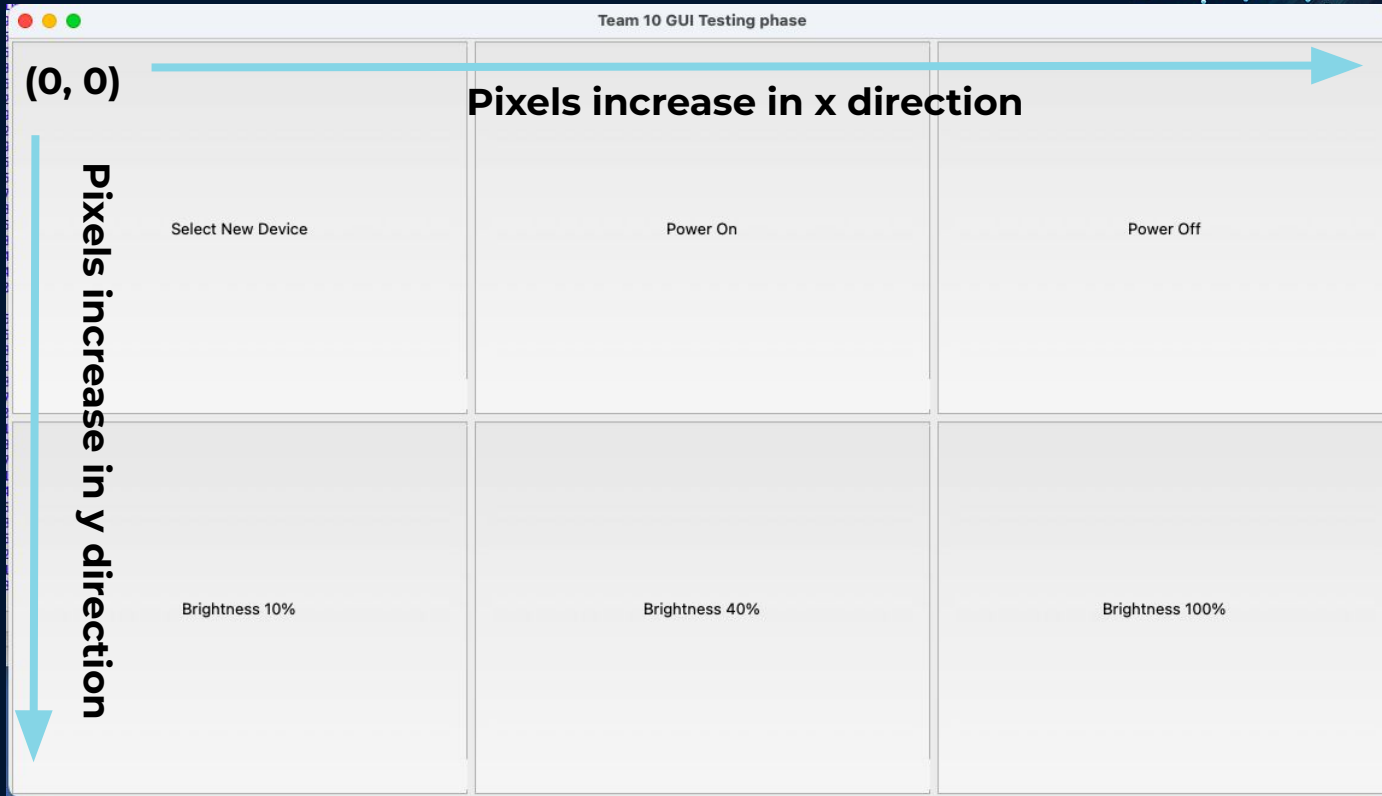 Team 10 GUI Testing phase
(0, 0)
Pixels increase in x direction
Pixels increase in y direction
Select New Device
Power On
Power Off
Brightness 10%
Brightness 40%
Brightness 100%